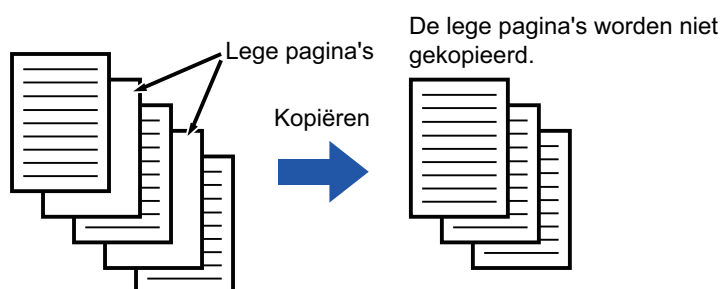 Lege pagina's
Kopiëren
De lege pagina's worden niet
gekopieerd.